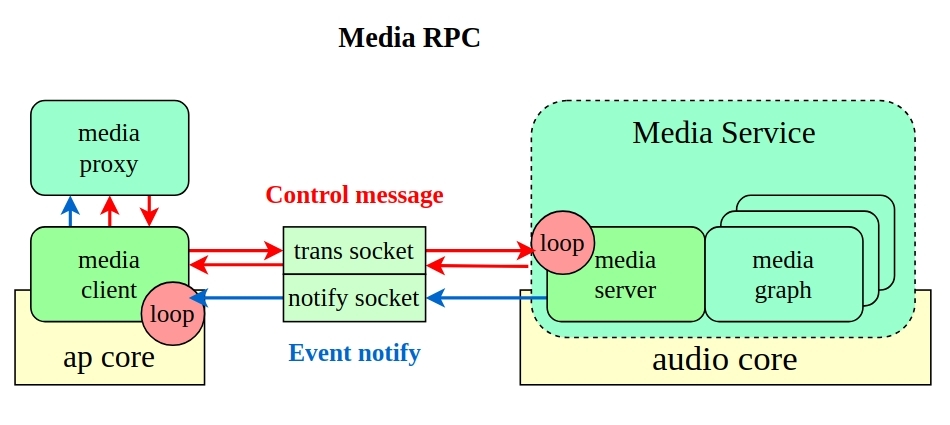 Media RPC
media
proxy
Media Service
Control message
media
client
loop
ap core
trans socket
notify socket
Event notify
loop
media
server
media
graph
audio core